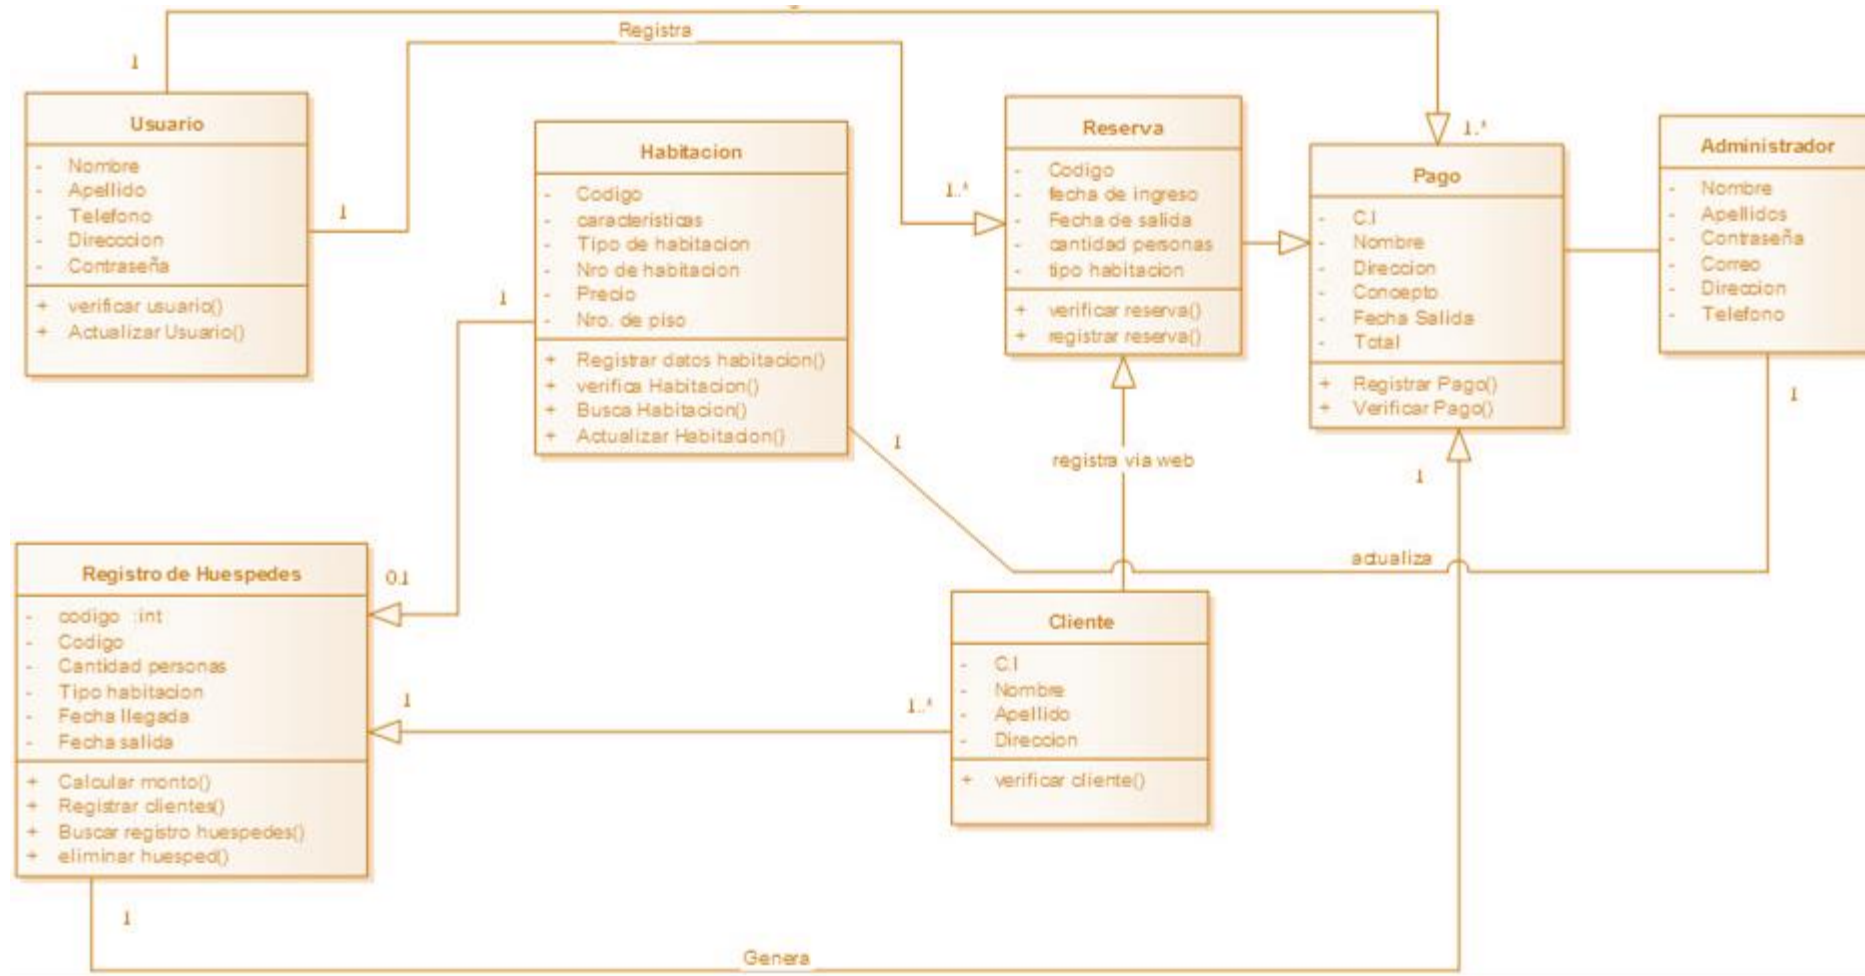 Registra
1
Usuario
- Nombre
- Apellido
- Telefono
- Direcccion
- Contraseña
+ verificar usuario()
+ Actualizar Usuario()
1
Habitacion
- Codigo
- caracteristicas
- Tipo de habitacion
- Nro de habitacion
- Precio
- Nro. de piso
+ Registrar datos habitacion()
+ verifica Habitacion()
+ Busca Habitacion()
+ Actualizar Habitacion()
1
1
1..*
Reserva
- Codigo
- fecha de ingreso
- Fecha de salida
- cantidad personas
- tipo habitacion
+ verificar reserva()
+ registrar reserva()
1..*
Pago
- C.I
- Nombre
- Direccion
- Concepto
- Fecha Salida
- Total
+ Registrar Pago()
+ Verificar Pago()
1
Administrador
- Nombre
- Apellidos
- Contraseña
- Correo
- Direccion
- Telefono
1
registra via web
actualiza
Registro de Huespedes
- codigo :int
- Codigo
- Cantidad personas
- Tipo habitacion
- Fecha llegada
- Fecha salida
+ Calcular monto()
+ Registrar clientes()
+ Buscar registro huespedes()
+ eliminar huesped()
0.1
1
1..*
Cliente
- C.I
- Nombre
- Apellido
- Direccion
+ verificar cliente()
1
Genera